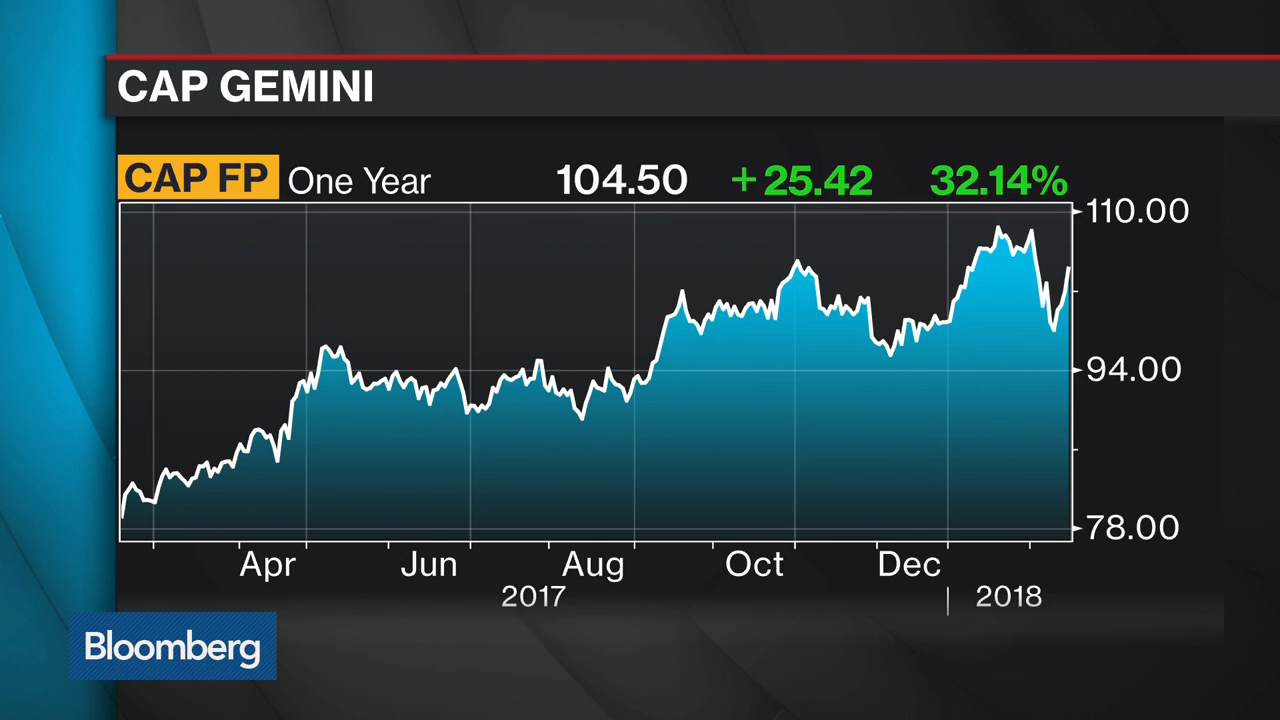 CAP GEMINI
CAP FP One Year 104.50 +25.42 32.14%
110.00
94.00
78.00
Apr Jun Aug Oct Dec
2017 2018
Bloomberg